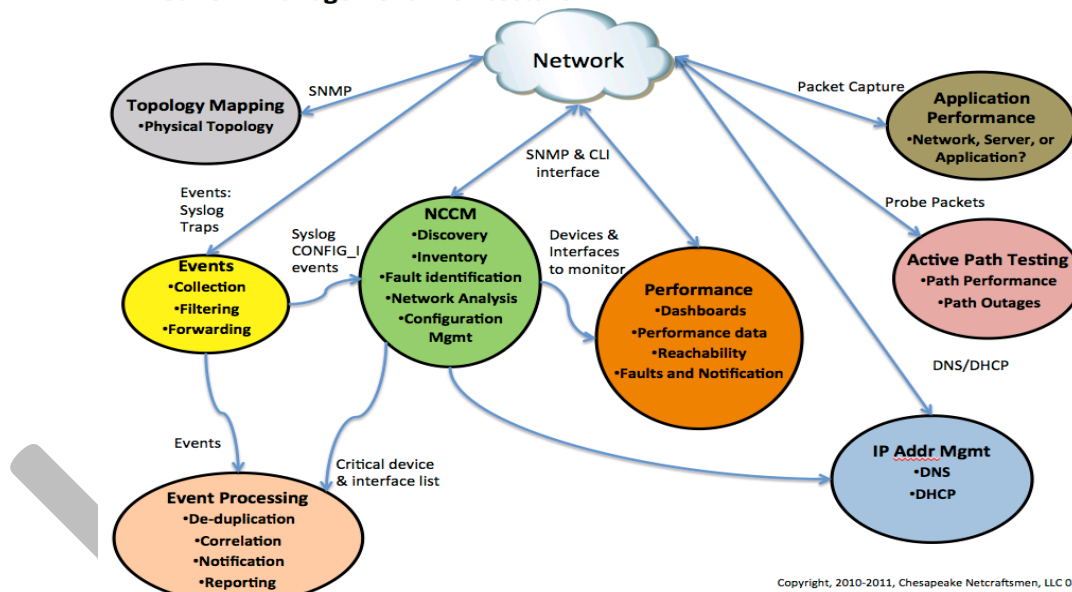 Network
SNMP
Topology Mapping
•Physical Topology
Packet Capture
Application
Performance
•Network, Server, or
Application?
SNMP & CLI
interface
Events:
Syslog
Traps
Probe Packets
NCCM
•Discovery
•Inventory
•Fault identification
•Network Analysis
•Configuration
Mgmt
Syslog
CONFIG_I
events
Devices &
Interfaces
to monitor
Events
•Collection
•Filtering
•Forwarding
Active Path Testing
•Path Performance
•Path Outages
Performance
•Dashboards
•Performance data
•Reachability
•Faults and Notification
DNS/DHCP
Events
Critical device
& interface list
IP Addr Mgmt
•DNS
•DHCP
Event Processing
•De-duplication
•Correlation
•Notification
•Reporting
Copyright, 2010-2011, Chesapeake Netcraftsmen, LLC 0